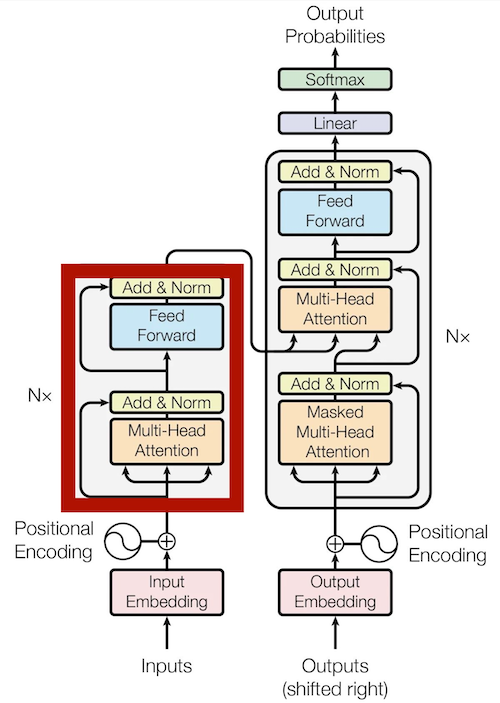 Output
Probabilities
Softmax
Linear
Add & Norm
Feed
Forward
Add & Norm
Multi-Head
Attention
Add & Norm
Masked
Multi-Head
Attention
N×
Add & Norm
Feed
Forward
Add & Norm
Multi-Head
Attention
N×
Positional
Encoding
Positional
Encoding
Input
Embedding
Output
Embedding
Inputs
Outputs
(shifted right)